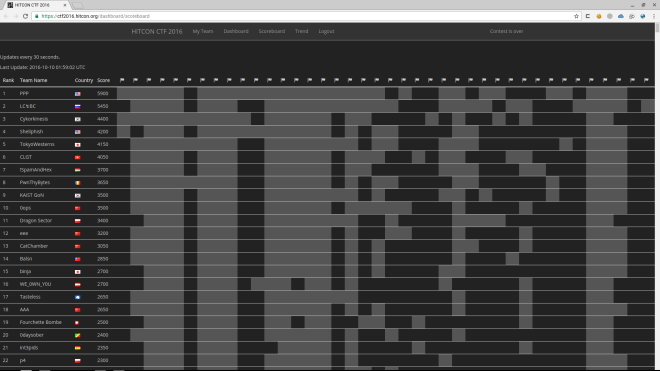 HITCON CTF 2016
https://ctf2016.hitcon.org/dashboard/scoreboard
HITCON CTF 2016 My Team Dashboard Scoreboard Trend Logout Contest is over
Updates every 30 seconds.
Last Update: 2016-10-10 01:59:02 UTC
Rank Team Name Country Score
1 PPP 5900
2 LC↯BC 5450
3 Cykorkinesis 4400
4 Shellphish 4200
5 TokyoWesterns 4150
6 CLGT 4050
7 !SpamAndHex 3700
8 PwnThyBytes 3650
9 KAIST GoN 3500
10 0ops 3500
11 Dragon Sector 3400
12 eee 3200
13 CatChamber 3050
14 Balsn 2850
15 binja 2700
16 WE_0WN_Y0U 2700
17 Tasteless 2650
18 AAA 2650
19 Fourchette Bombe 2500
20 0daysober 2400
21 int3pids 2350
22 p4 2300